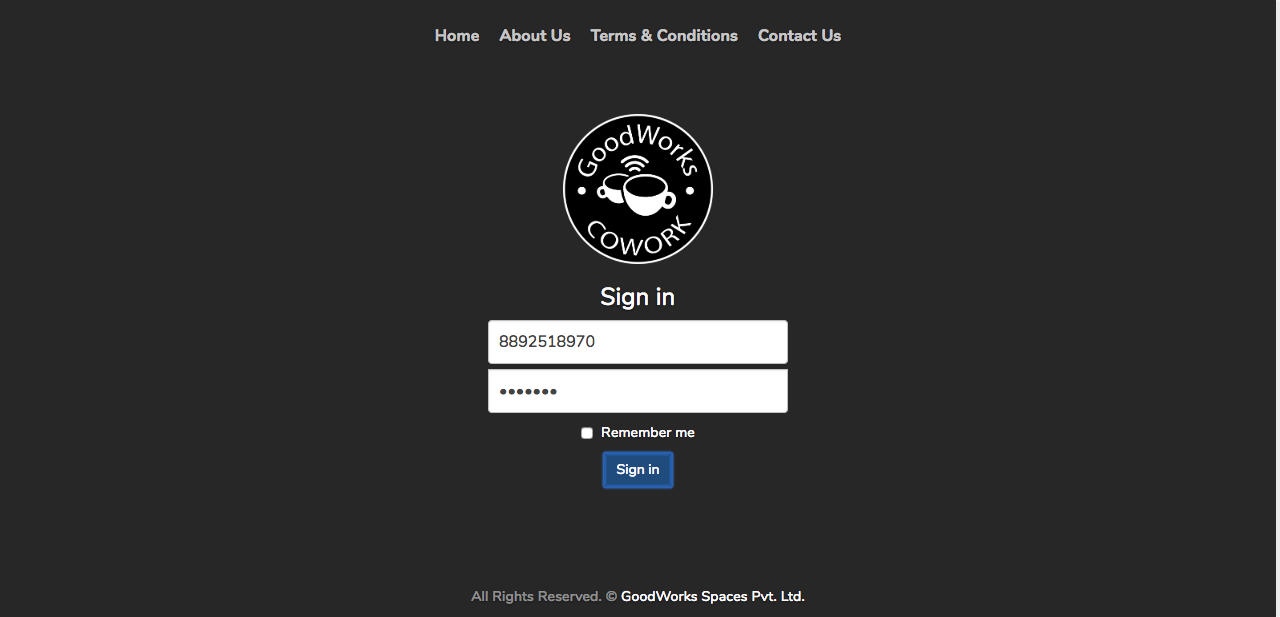 Home About Us Terms & Conditions Contact Us
GoodWorks
COWORK
Sign in
8892518970
•••••••
Remember me
Sign in
All Rights Reserved. © GoodWorks Spaces Pvt. Ltd.